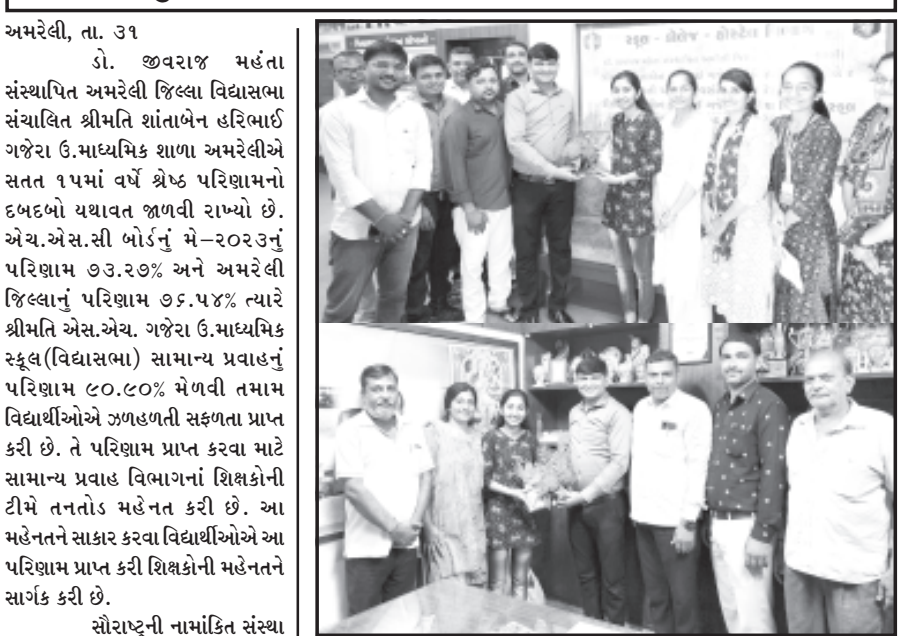 અમરેલી, તા. ૩૧
ડો. જીવરાજ મહંતા
સંસ્થાપિત અમરેલી જિલ્લા વિદ્યાસભા
સંચાલિત શ્રીમતિ શાંતાબેન હરિભાઈ
ગજેરા ઉ.માધ્યમિક શાળા અમરેલીએ
સતત ૧૫માં વર્ષે શ્રેષ્ઠ પરિણામનો
દબદબો યથાવત જાળવી રાખ્યો છે.
એચ.એસ.સી બોર્ડનું મે–૨૦૨૩નું
પરિણામ ૭૩.૨૭% અને અમરેલી
જિલ્લાનું પરિણામ ૭૬.૫૪% ત્યારે
શ્રીમતિ એસ.એચ. ગજેરા ઉ.માધ્યમિક
સ્કૂલ(વિદ્યાસભા) સામાન્ય પ્રવાહનું
પરિણામ ૯૦.૯૦% મેળવી તમામ
વિદ્યાર્થીઓએ ઝળહળતી સફળતા પ્રાપ્ત
કરી છે. તે પરિણામ પ્રાપ્ત કરવા માટે
સામાન્ય પ્રવાહ વિભાગનાં શિક્ષકોની
ટીમે તનતોડ મહેનત કરી છે. આ
મહેનતને સાકાર કરવા વિદ્યાર્થીઓએ આ
પરિણામ પ્રાપ્ત કરી શિક્ષકોની મહેનતને
સાર્ગક કરી છે.
સૌરાષ્ટ્રની નામાંકિત સંસ્થા